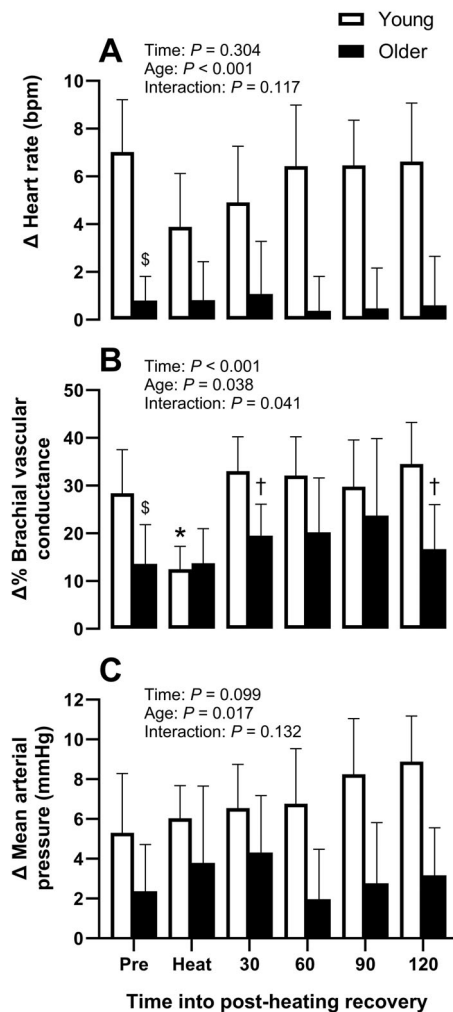 Young
Older
A
Time: P = 0.304
Age: P < 0.001
Interaction: P = 0.117
Δ Heart rate (bpm)
10
8
6
4
2
0
$
B
Time: P < 0.001
Age: P = 0.038
Interaction: P = 0.041
Δ% Brachial vascular
conductance
50
40
30
20
10
0
$
*
†
†
C
Time: P = 0.099
Age: P = 0.017
Interaction: P = 0.132
Δ Mean arterial
pressure (mmHg)
12
10
8
6
4
2
0
Pre Heat 30 60 90 120
Time into post-heating recovery